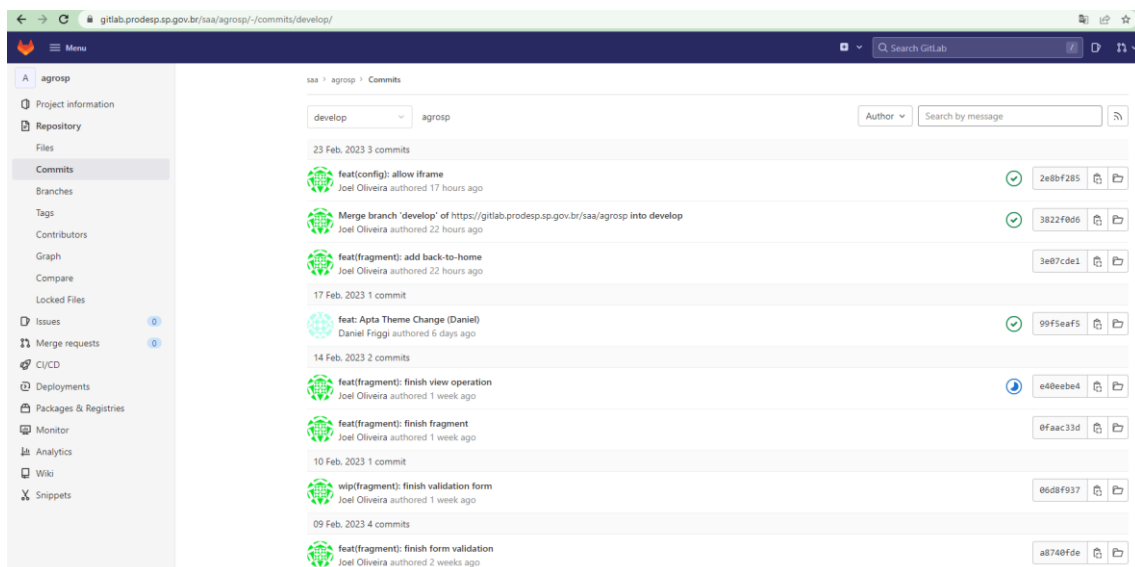 gitlab.prodesp.sp.gov.br/saa/agrosp/-/commits/develop/
Menu
Search GitLab
/
A agrosp
Project information
Repository
Files
Commits
Branches
Tags
Contributors
Graph
Compare
Locked Files
Issues 0
Merge requests 0
CI/CD
Deployments
Packages & Registries
Monitor
Analytics
Wiki
Snippets
saa > agrosp > Commits
develop agrosp Author Search by message
23 Feb, 2023 3 commits
feat(config): allow iframe
Joel Oliveira authored 17 hours ago
2e8bf285
Merge branch 'develop' of https://gitlab.prodesp.sp.gov.br/saa/agrosp into develop
Joel Oliveira authored 22 hours ago
3822f0d6
feat(fragment): add back-to-home
Joel Oliveira authored 22 hours ago
3e07cde1
17 Feb, 2023 1 commit
feat: Apta Theme Change (Daniel)
Daniel Friggi authored 6 days ago
99f5eaf5
14 Feb, 2023 2 commits
feat(fragment): finish view operation
Joel Oliveira authored 1 week ago
e40eebe4
feat(fragment): finish fragment
Joel Oliveira authored 1 week ago
0faac33d
10 Feb, 2023 1 commit
wip(fragment): finish validation form
Joel Oliveira authored 1 week ago
06d8f937
09 Feb, 2023 4 commits
feat(fragment): finish form validation
Joel Oliveira authored 2 weeks ago
a8740fde